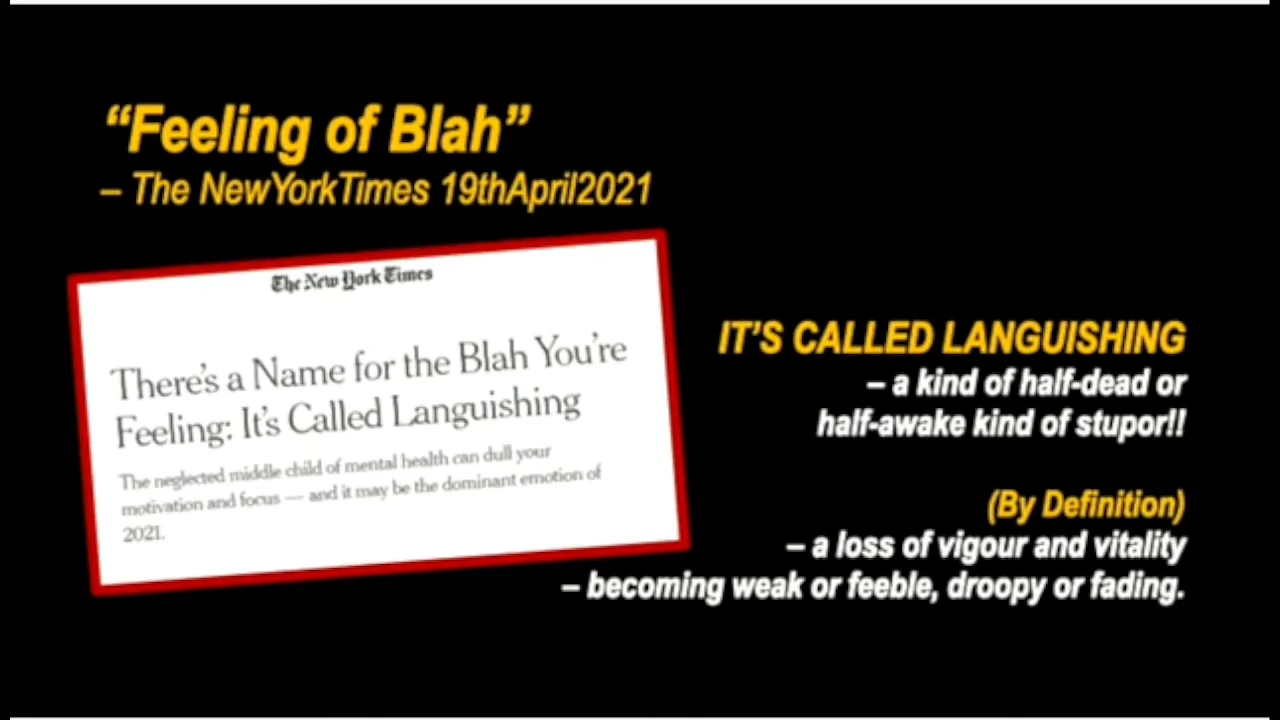 “Feeling of Blah”
– The NewYorkTimes 19thApril2021
The New York Times
There’s a Name for the Blah You’re
Feeling: It’s Called Languishing
The neglected middle child of mental health can dull your
motivation and focus — and it may be the dominant emotion of
2021.
IT’S CALLED LANGUISHING
– a kind of half-dead or
half-awake kind of stupor!!
(By Definition)
– a loss of vigour and vitality
– becoming weak or feeble, droopy or fading.